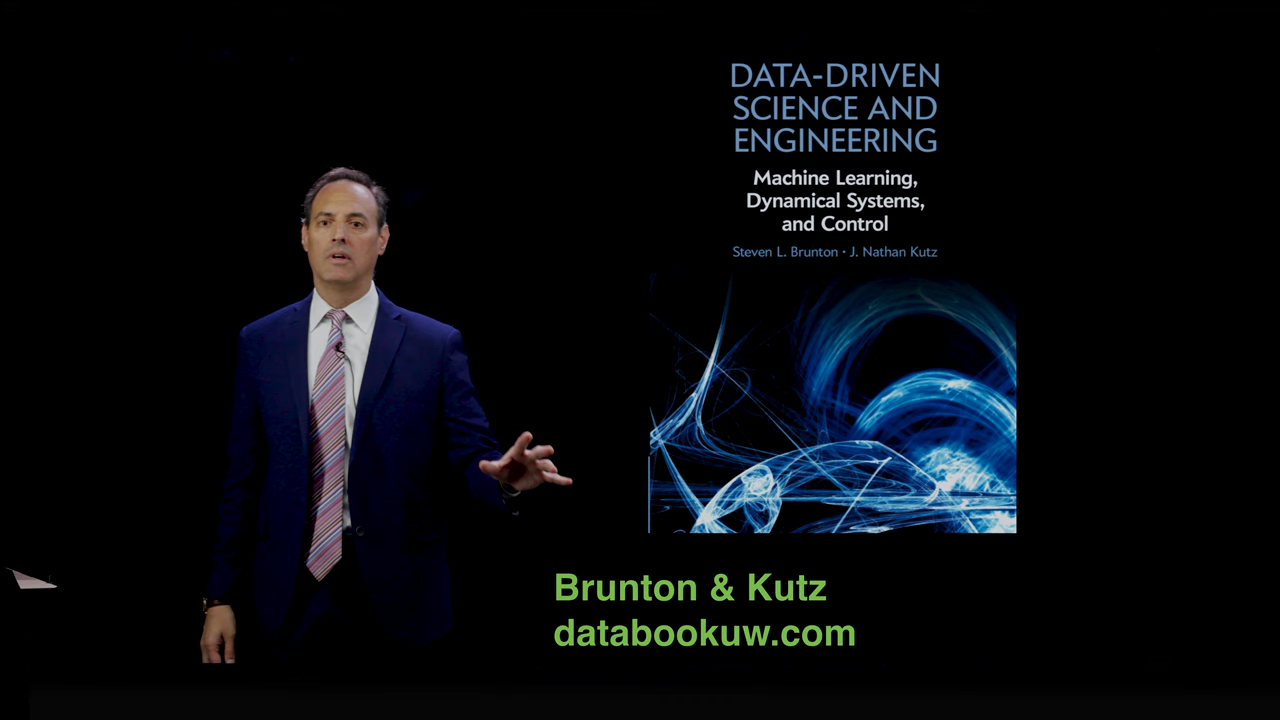 DATA-DRIVEN
SCIENCE AND
ENGINEERING
Machine Learning,
Dynamical Systems,
and Control
Steven L. Brunton • J. Nathan Kutz
Brunton & Kutz
databookuw.com